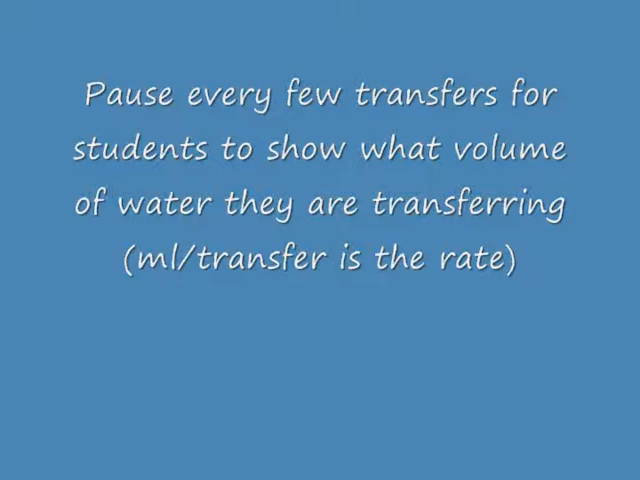 Pause every few transfers for
students to show what volume
of water they are transferring
(ml/transfer is the rate)